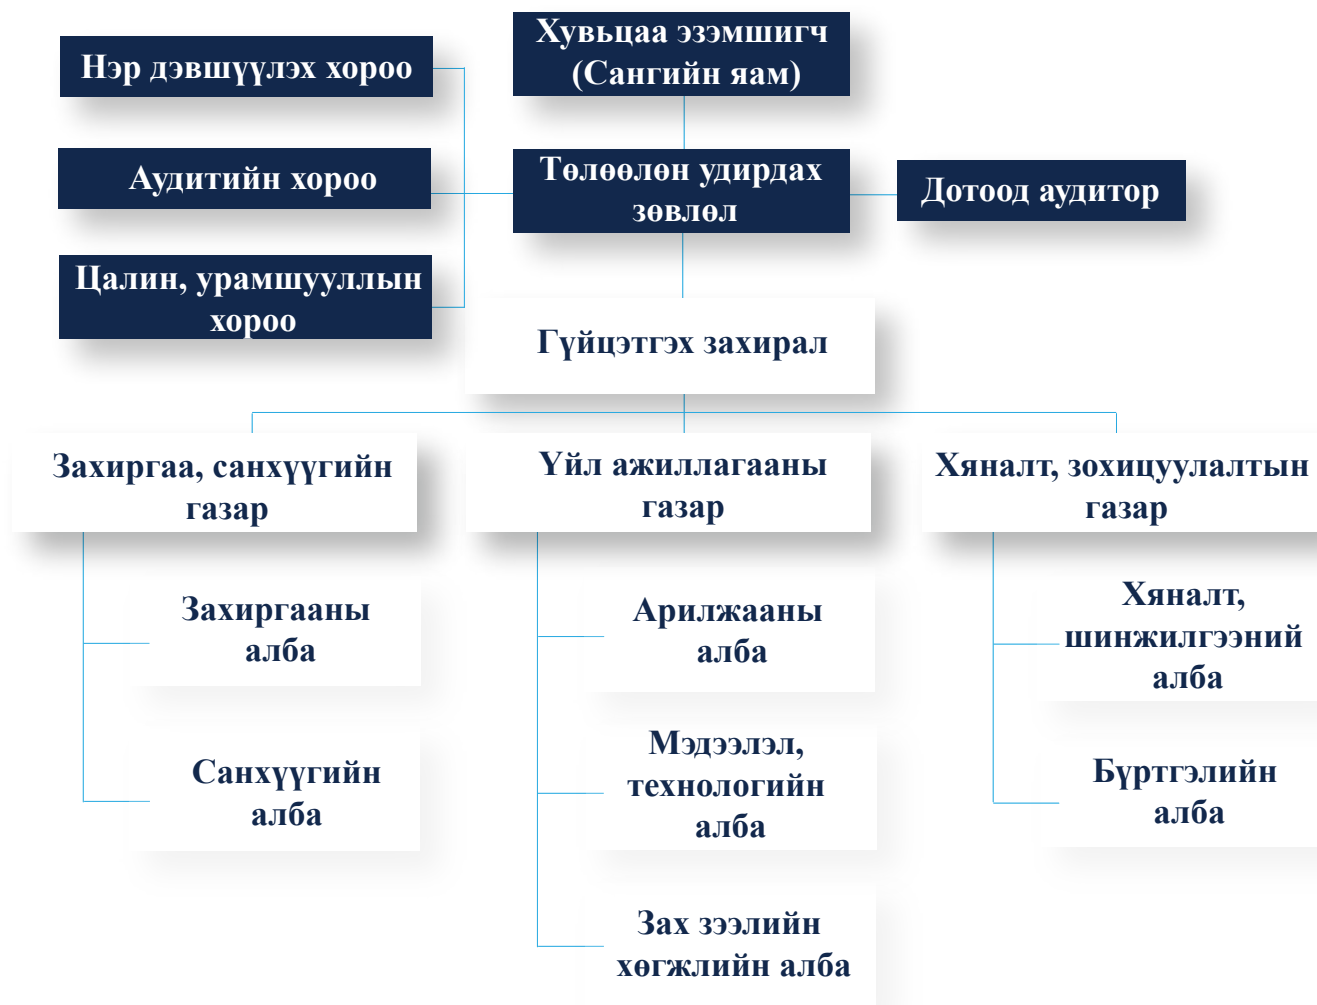 Хувьцаа эзэмшигч
(Сангийн яам)
Нэр дэвшүүлэх хороо
Аудитийн хороо
Төлөөлөн удирдах
зөвлөл
Дотоод аудитор
Цалин, урамшууллын
хороо
Гүйцэтгэх захирал
Захиргаа, санхүүгийн
газар
Үйл ажиллагааны
газар
Хяналт, зохицуулалтын
газар
Захиргааны
алба
Арилжааны
алба
Хяналт,
шинжилгээний
алба
Санхүүгийн
алба
Мэдээлэл,
технологийн
алба
Бүртгэлийн
алба
Зах зээлийн
хөгжлийн алба